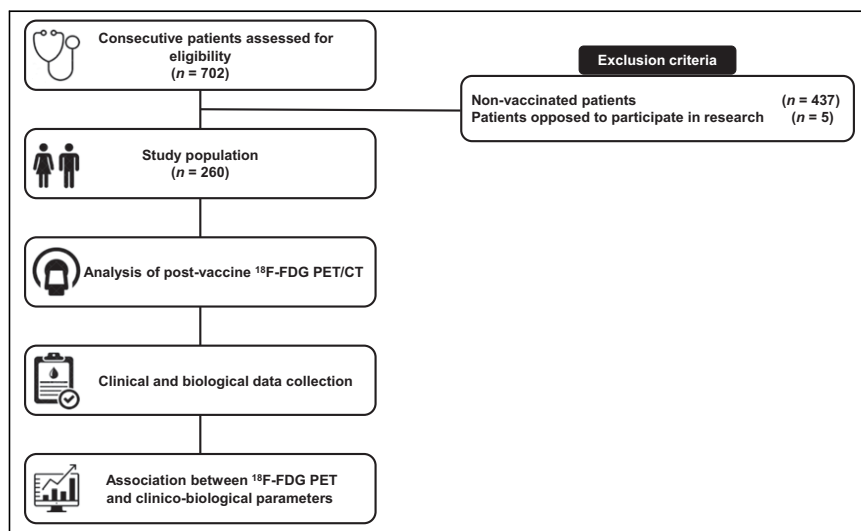 Consecutive patients assessed for
eligibility
(n = 702)
Exclusion criteria
Non-vaccinated patients (n = 437)
Patients opposed to participate in research (n = 5)
Study population
(n = 260)
Analysis of post-vaccine ¹⁸F-FDG PET/CT
Clinical and biological data collection
Association between ¹⁸F-FDG PET
and clinico-biological parameters